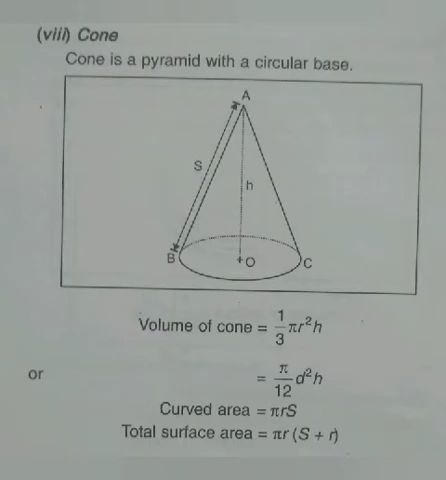 (viii) Cone
Cone is a pyramid with a circular base.
A
S
h
B
O
C
Volume of cone = 1/3 πr²h
or = π/12 d²h
Curved area = πrS
Total surface area = πr (S + r)